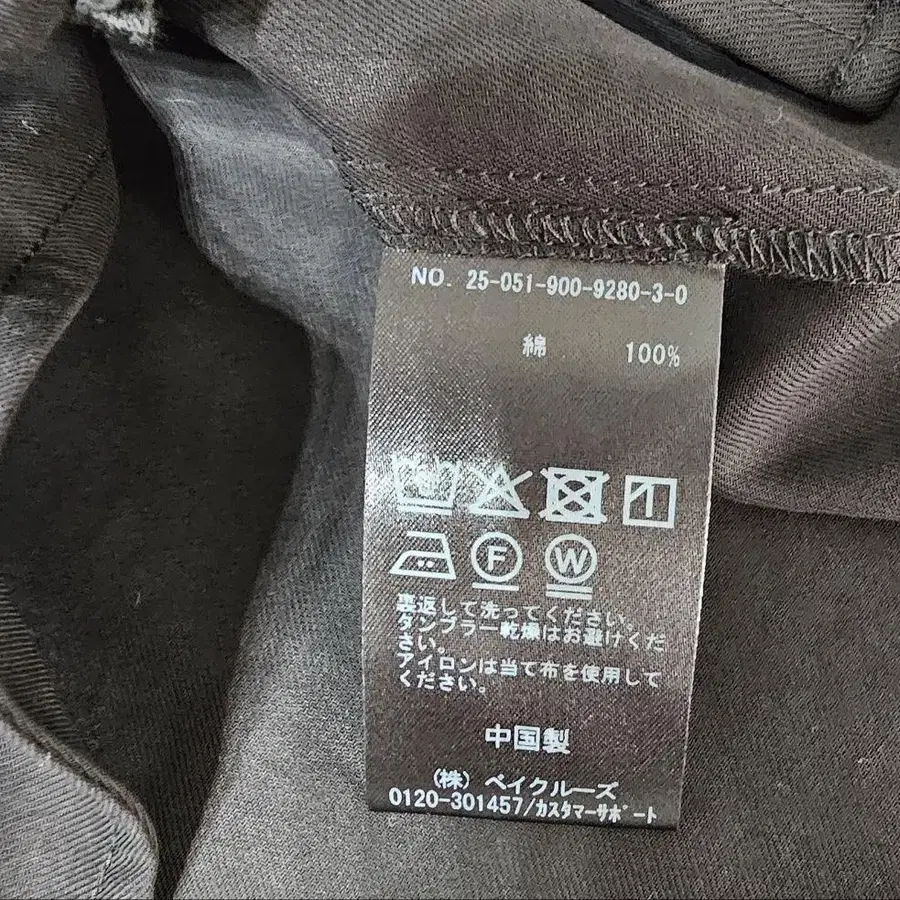 NO. 25-051-900-9280-3-0
綿 100%
F W
裏返して洗ってください。
タンブラー乾燥はお避けくだ
さい。
アイロンは当て布を使用して
ください。
中国製
(株) ベイクルーズ
0120-301457/カスタマーサポート